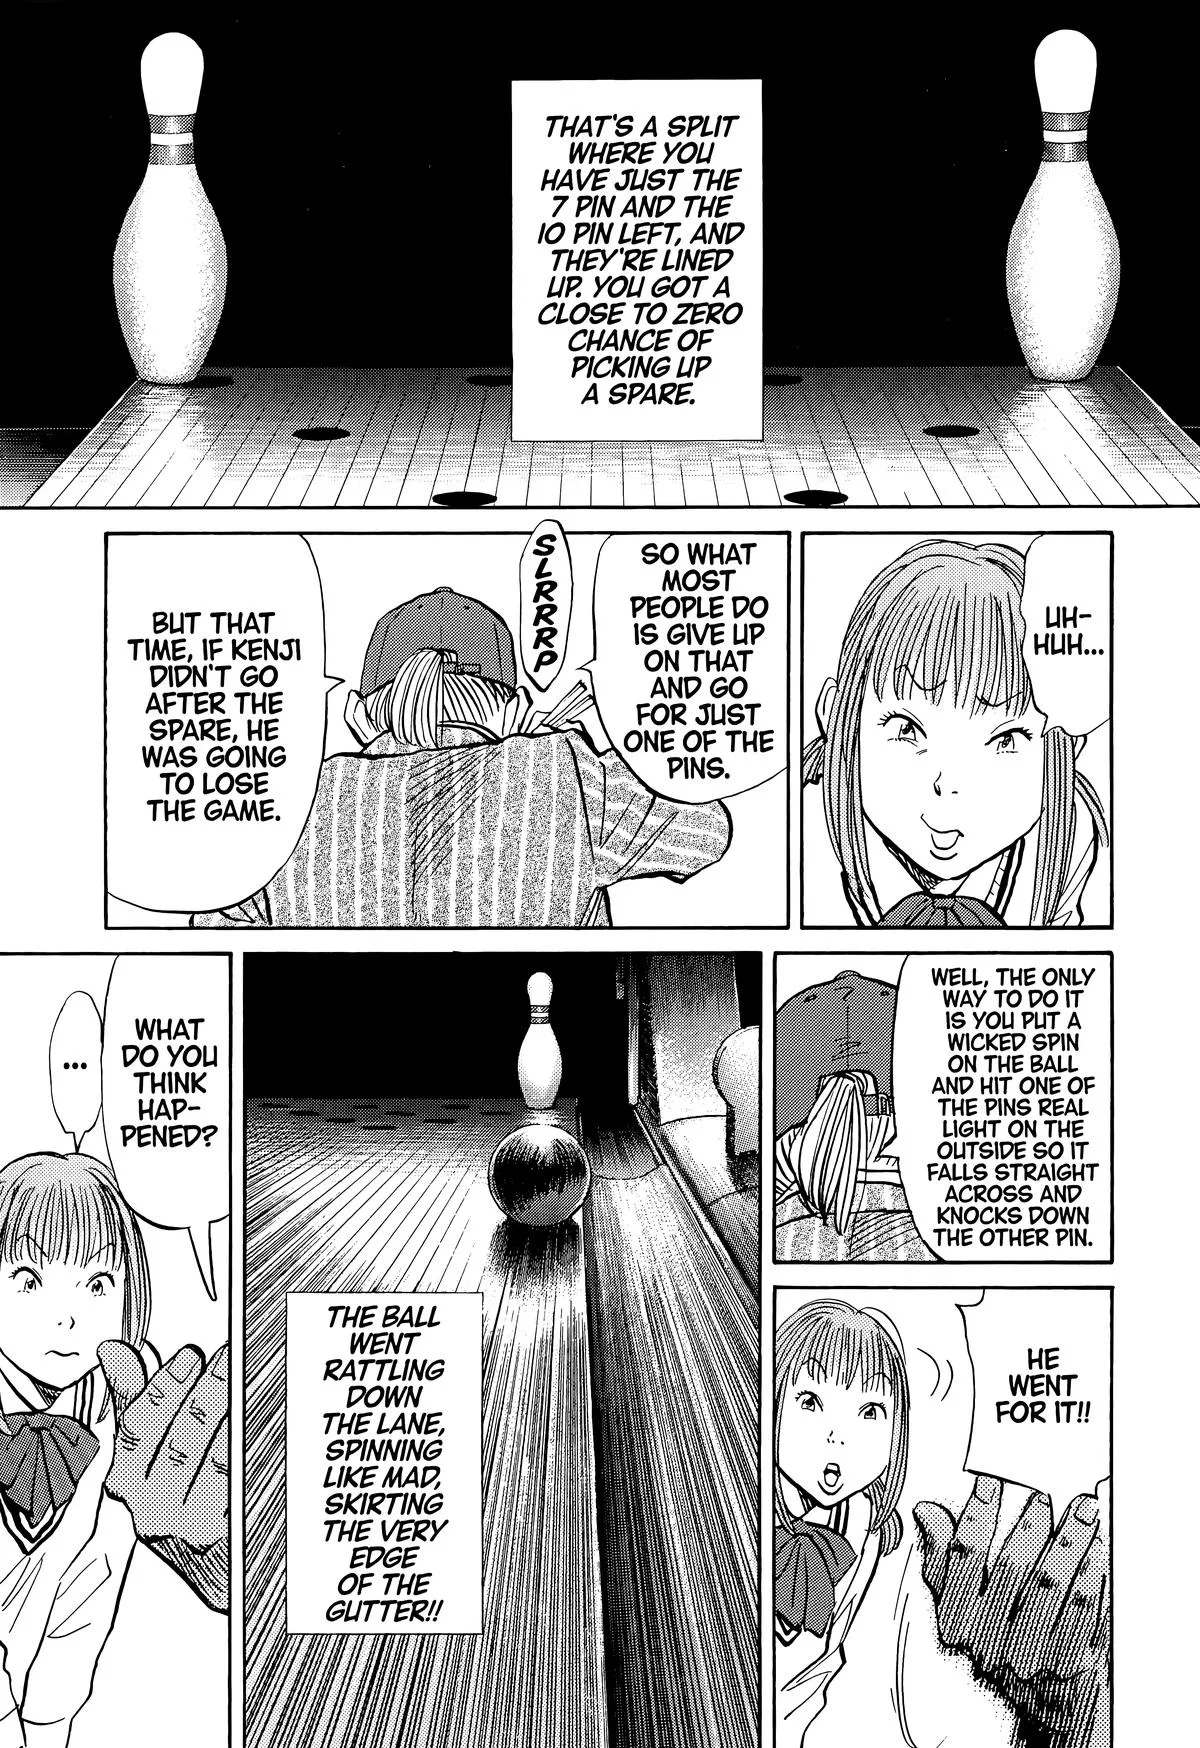 THAT'S A SPLIT
WHERE YOU
HAVE JUST THE
7 PIN AND THE
10 PIN LEFT, AND
THEY'RE LINED
UP. YOU GOT A
CLOSE TO ZERO
CHANCE OF
PICKING UP
A SPARE.
UH-
HUH...
SO WHAT
MOST
PEOPLE DO
IS GIVE UP
ON THAT
AND GO
FOR JUST
ONE OF THE
PINS.
SLRRRP
BUT THAT
TIME, IF KENJI
DIDN'T GO
AFTER THE
SPARE, HE
WAS GOING
TO LOSE
THE GAME.
WELL, THE ONLY
WAY TO DO IT
IS YOU PUT A
WICKED SPIN
ON THE BALL
AND HIT ONE OF
THE PINS REAL
LIGHT ON THE
OUTSIDE SO IT
FALLS STRAIGHT
ACROSS AND
KNOCKS DOWN
THE OTHER PIN.
HE
WENT
FOR IT!!
THE BALL
WENT
RATTLING
DOWN
THE LANE,
SPINNING
LIKE MAD,
SKIRTING
THE VERY
EDGE
OF THE
GUTTER!!
WHAT
DO YOU
THINK
HAP-
PENED?
...